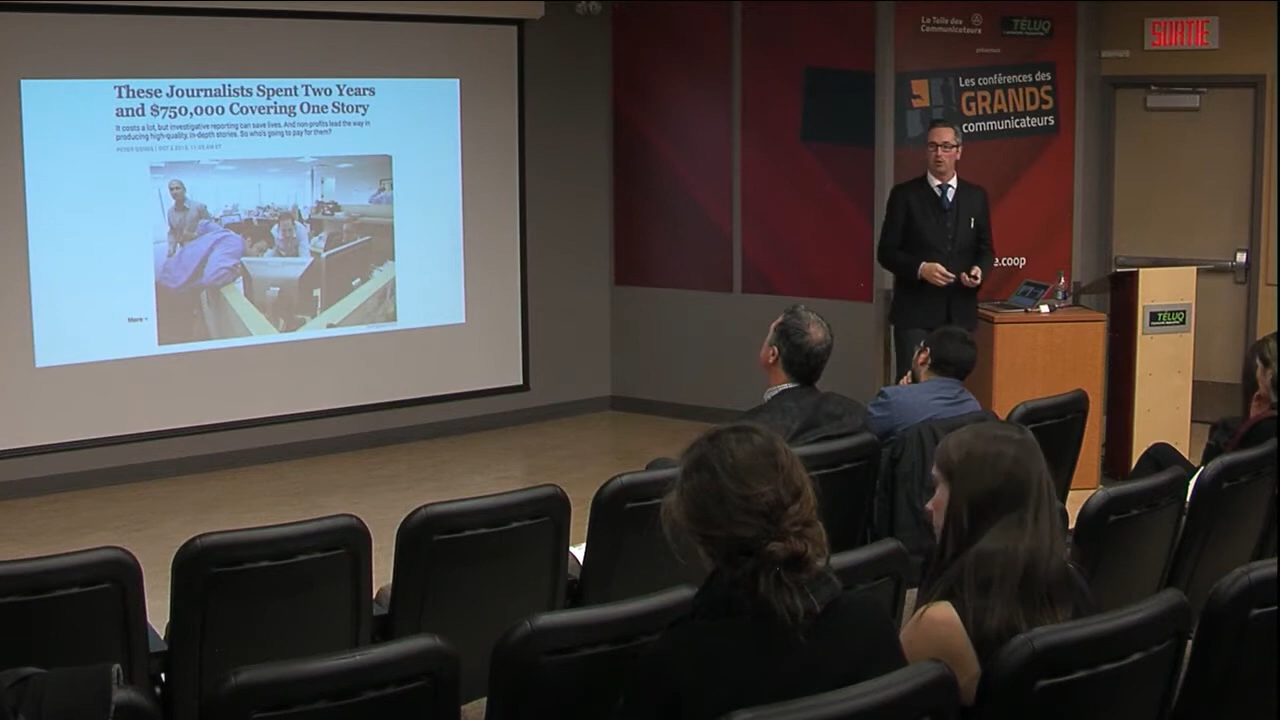 These Journalists Spent Two Years
and $750,000 Covering One Story
It costs a lot, but investigative reporting can save lives. And non-profits lead the way in
producing high-quality, in-depth stories. So who's going to pay for them?
More
La Toile des
Communicateurs
TÉLUQ
présentent
Les conférences des
GRANDS
communicateurs
e.coop
SORTIE
TÉLUQ